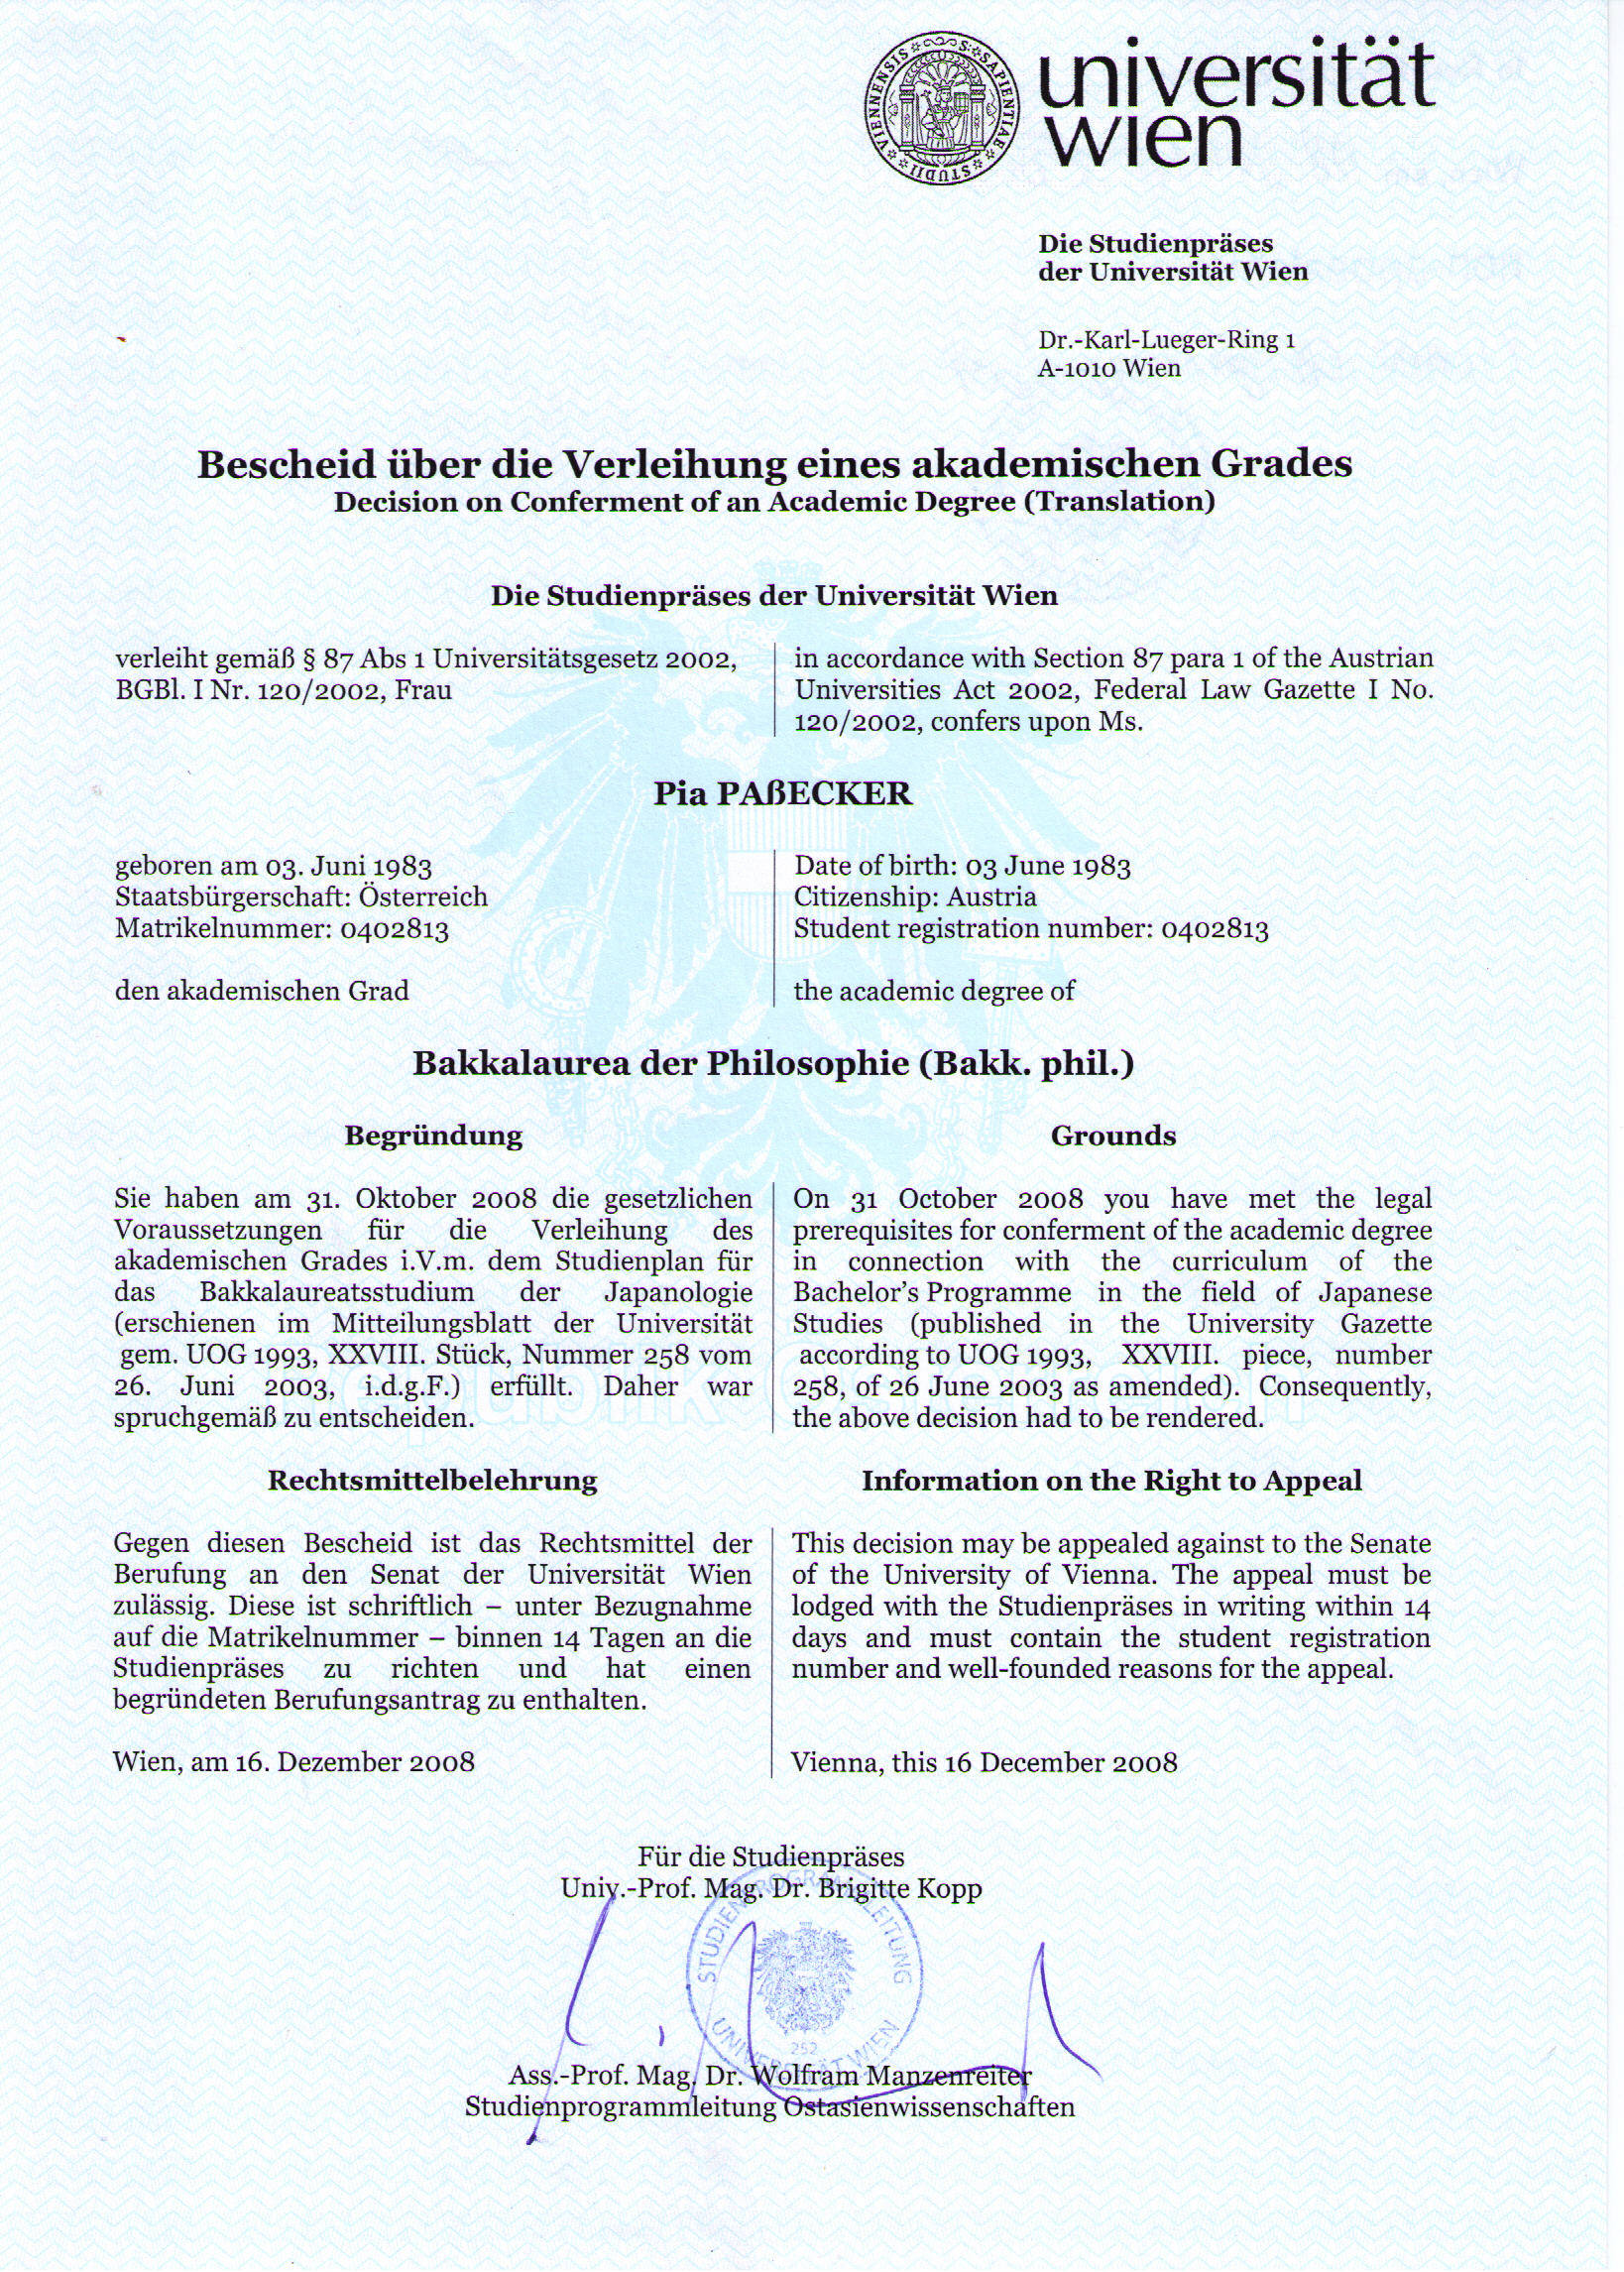 VIENNENSIS S. SAPIENTIAE STUDII
universität
wien
Die Studienpräses
der Universität Wien
Dr.-Karl-Lueger-Ring 1
A-1010 Wien
Bescheid über die Verleihung eines akademischen Grades
Decision on Conferment of an Academic Degree (Translation)
Die Studienpräses der Universität Wien
verleiht gemäß § 87 Abs 1 Universitätsgesetz 2002,
BGBl. I Nr. 120/2002, Frau
in accordance with Section 87 para 1 of the Austrian
Universities Act 2002, Federal Law Gazette I No.
120/2002, confers upon Ms.
Pia PAßECKER
geboren am 03. Juni 1983
Staatsbürgerschaft: Österreich
Matrikelnummer: 0402813
den akademischen Grad
Date of birth: 03 June 1983
Citizenship: Austria
Student registration number: 0402813
the academic degree of
Bakkalaurea der Philosophie (Bakk. phil.)
Begründung
Sie haben am 31. Oktober 2008 die gesetzlichen
Voraussetzungen für die Verleihung des
akademischen Grades i.V.m. dem Studienplan für
das Bakkalaureatsstudium der Japanologie
(erschienen im Mitteilungsblatt der Universität
gem. UOG 1993, XXVIII. Stück, Nummer 258 vom
26. Juni 2003, i.d.g.F.) erfüllt. Daher war
spruchgemäß zu entscheiden.
Grounds
On 31 October 2008 you have met the legal
prerequisites for conferment of the academic degree
in connection with the curriculum of the
Bachelor's Programme in the field of Japanese
Studies (published in the University Gazette
according to UOG 1993, XXVIII. piece, number
258, of 26 June 2003 as amended). Consequently,
the above decision had to be rendered.
Rechtsmittelbelehrung
Gegen diesen Bescheid ist das Rechtsmittel der
Berufung an den Senat der Universität Wien
zulässig. Diese ist schriftlich – unter Bezugnahme
auf die Matrikelnummer – binnen 14 Tagen an die
Studienpräses zu richten und hat einen
begründeten Berufungsantrag zu enthalten.
Wien, am 16. Dezember 2008
Information on the Right to Appeal
This decision may be appealed against to the Senate
of the University of Vienna. The appeal must be
lodged with the Studienpräses in writing within 14
days and must contain the student registration
number and well-founded reasons for the appeal.
Vienna, this 16 December 2008
Für die Studienpräses
Univ.-Prof. Mag. Dr. Brigitte Kopp
STUDIENPROGRAMMLEITUNG
252
UNIVERSITÄT WIEN
Ass.-Prof. Mag. Dr. Wolfram Manzenreiter
Studienprogrammleitung Ostasienwissenschaften